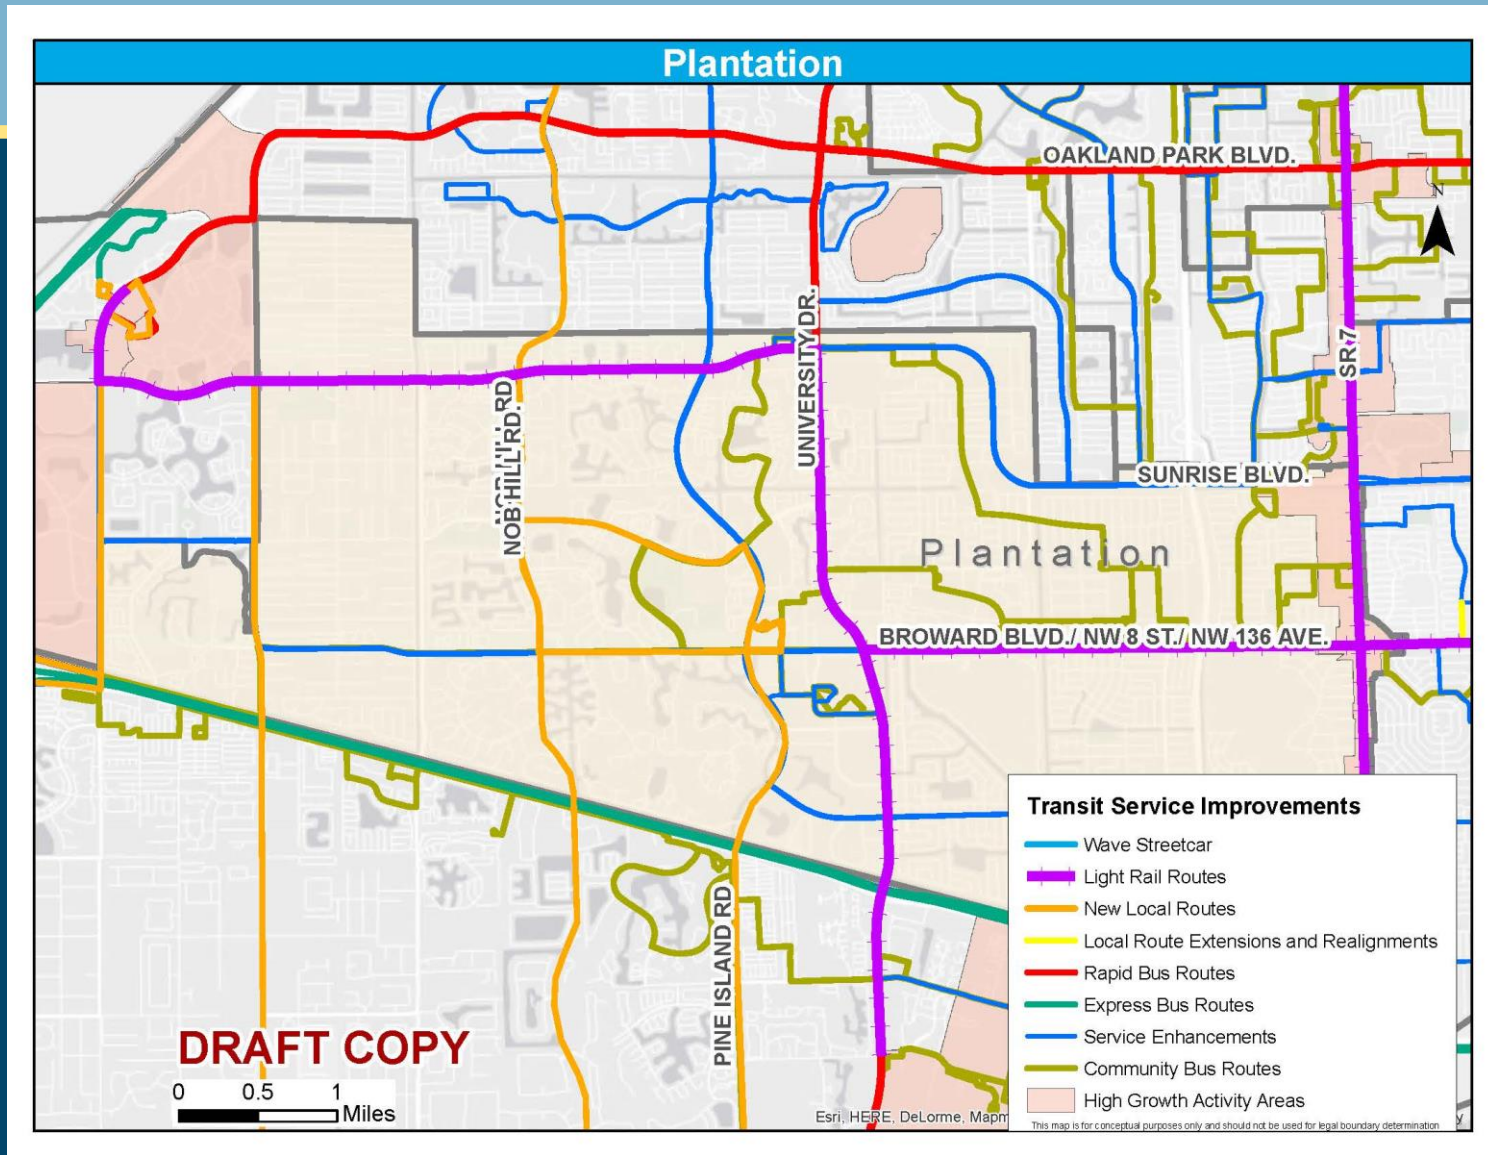 Plantation
OAKLAND PARK BLVD.
N
UNIVERSITY DR.
SR 7
NOB HILL RD.
SUNRISE BLVD.
Plantation
BROWARD BLVD./ NW 8 ST./ NW 136 AVE.
PINE ISLAND RD
Transit Service Improvements
Wave Streetcar
Light Rail Routes
New Local Routes
Local Route Extensions and Realignments
Rapid Bus Routes
Express Bus Routes
Service Enhancements
Community Bus Routes
High Growth Activity Areas
This map is for conceptual purposes only and should not be used for legal boundary determination
DRAFT COPY
0 0.5 1
Miles
Esri, HERE, DeLorme,